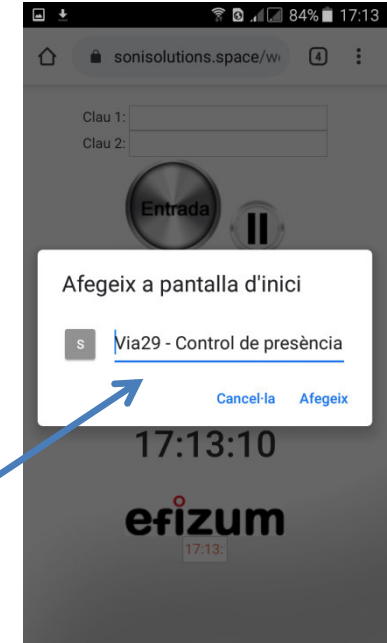 84% 17:13
sonisolutions.space/w
4
Clau 1:
Clau 2:
Entrada
Afegeix a pantalla d'inici
S
Via29 - Control de presència
Cancel·la Afegeix
17:13:10
efizum
17:13: